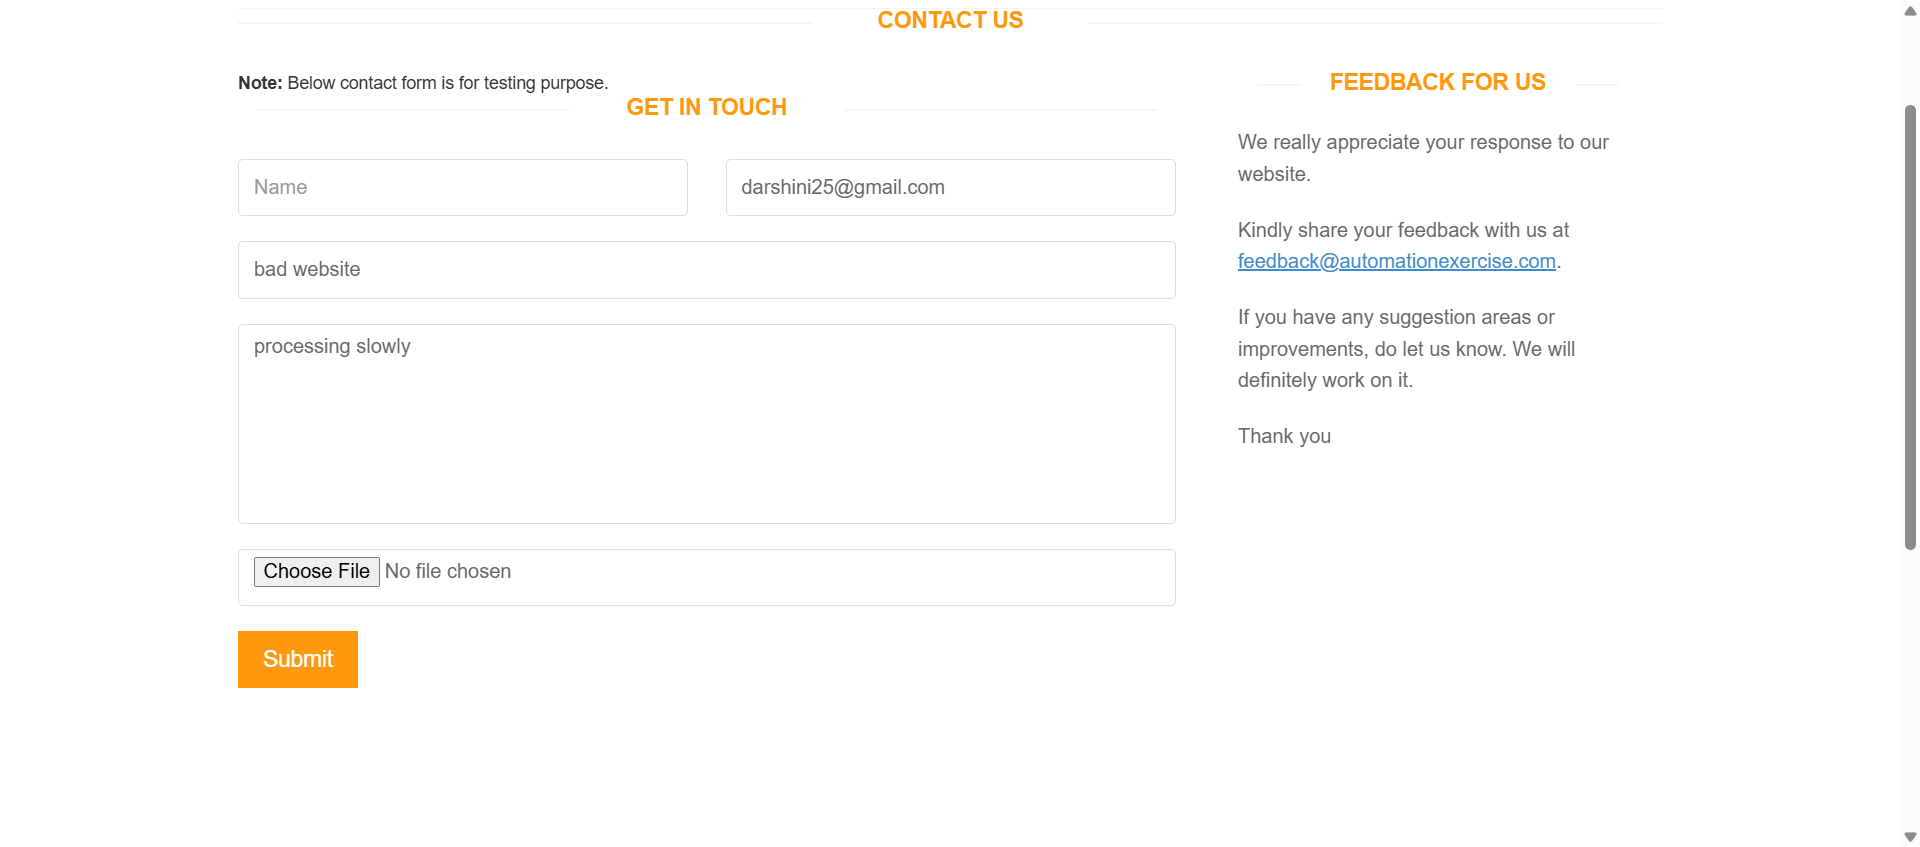 CONTACT US
Note: Below contact form is for testing purpose.
GET IN TOUCH
Name
darshini25@gmail.com
bad website
processing slowly
Choose File No file chosen
Submit
FEEDBACK FOR US
We really appreciate your response to our
website.
Kindly share your feedback with us at
feedback@automationexercise.com.
If you have any suggestion areas or
improvements, do let us know. We will
definitely work on it.
Thank you